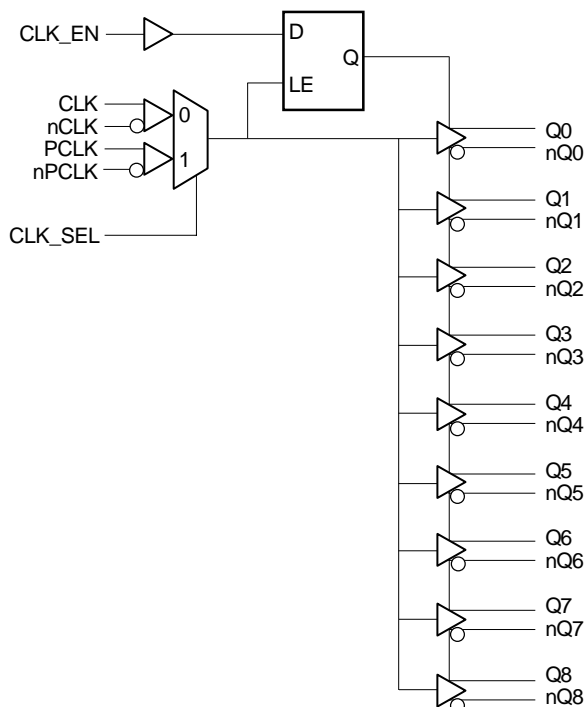 CLK_EN
D
Q
LE
CLK
nCLK
PCLK
nPCLK
0
1
CLK_SEL
Q0
nQ0
Q1
nQ1
Q2
nQ2
Q3
nQ3
Q4
nQ4
Q5
nQ5
Q6
nQ6
Q7
nQ7
Q8
nQ8